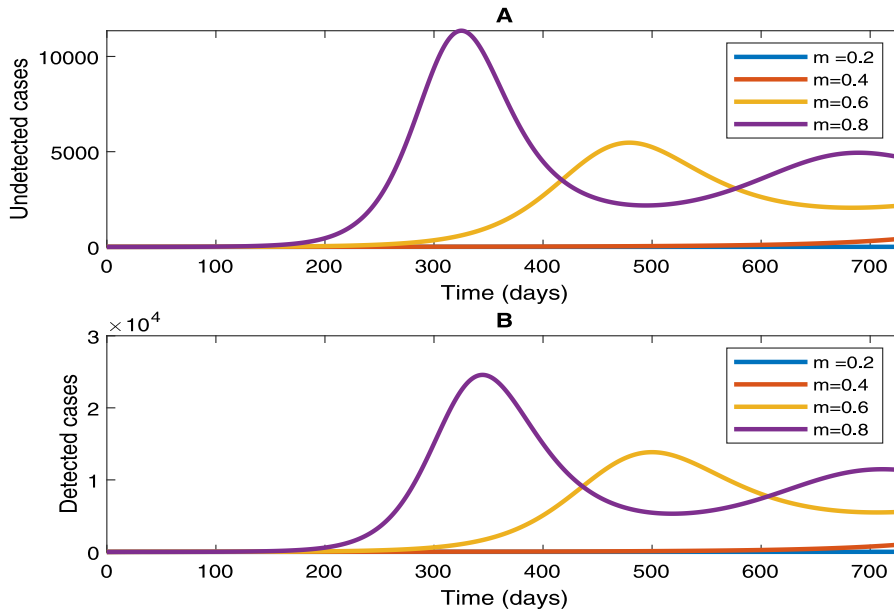 A
Undetected cases
10000
5000
0
m =0.2
m=0.4
m=0.6
m=0.8
0 100 200 300 400 500 600 700
Time (days)
B
× 10^4
Detected cases
3
2
1
0
m =0.2
m=0.4
m=0.6
m=0.8
0 100 200 300 400 500 600 700
Time (days)